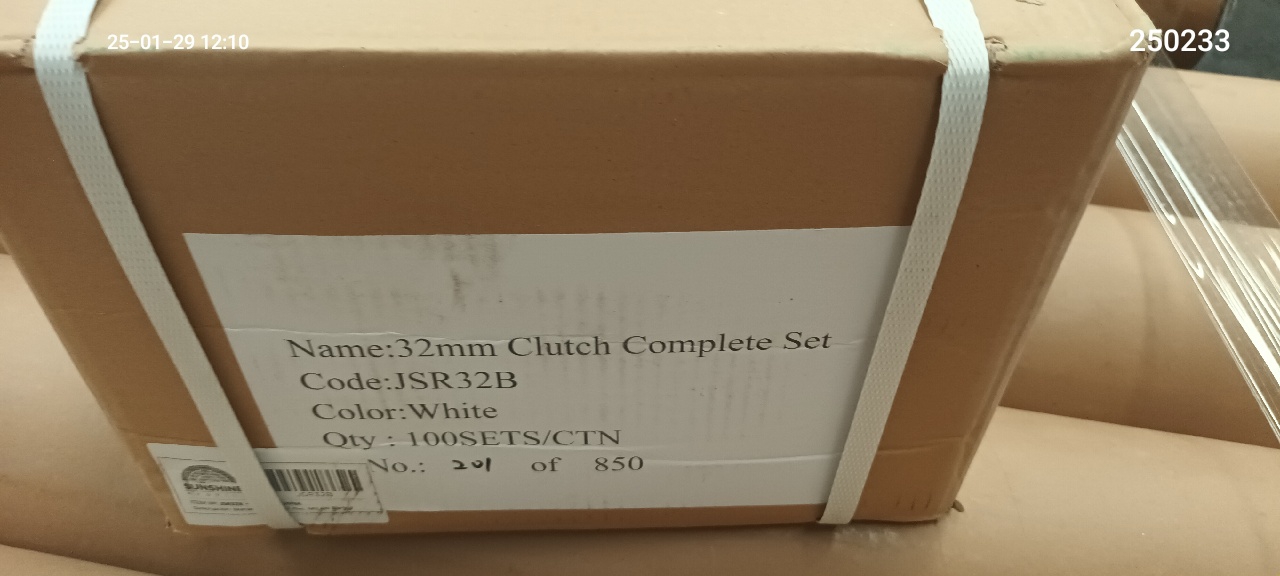 25-01-29 12:10
250233
Name:32mm Clutch Complete Set
Code:JSR32B
Color:White
Qty : 100SETS/CTN
No.: 201 of 850
SUNSHINE